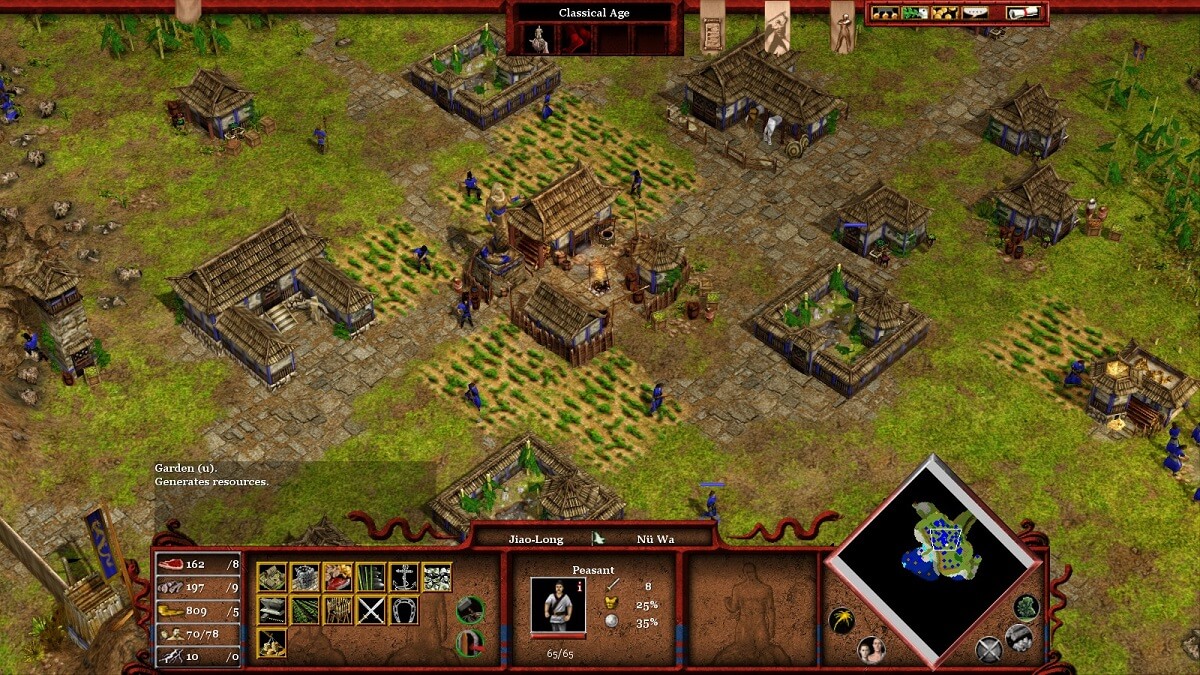 Classical Age
Garden (u).
Generates resources.
Jiao-Long
Nü Wa
162 /8
197 /9
809 /5
70/78
10 /0
Peasant
i
8
25%
35%
65/65